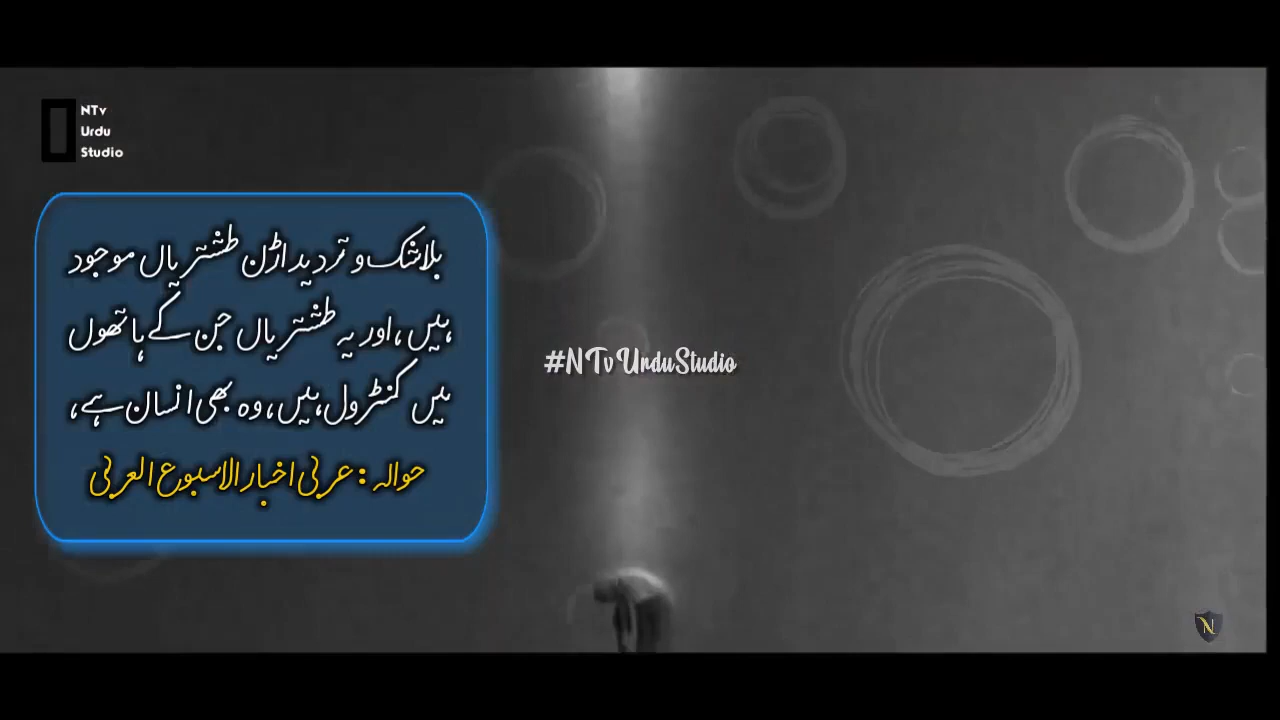 NTv
Urdu
Studio
بلاشک و تردید اڑن طشتریاں موجود
ہیں، اور یہ طشتریاں جن کے ہاتھوں
میں کنٹرول ہیں، وہ بھی انسان ہے،
حوالہ : عربی اخبار الاسبورع العربی
#NTvUrduStudio
N